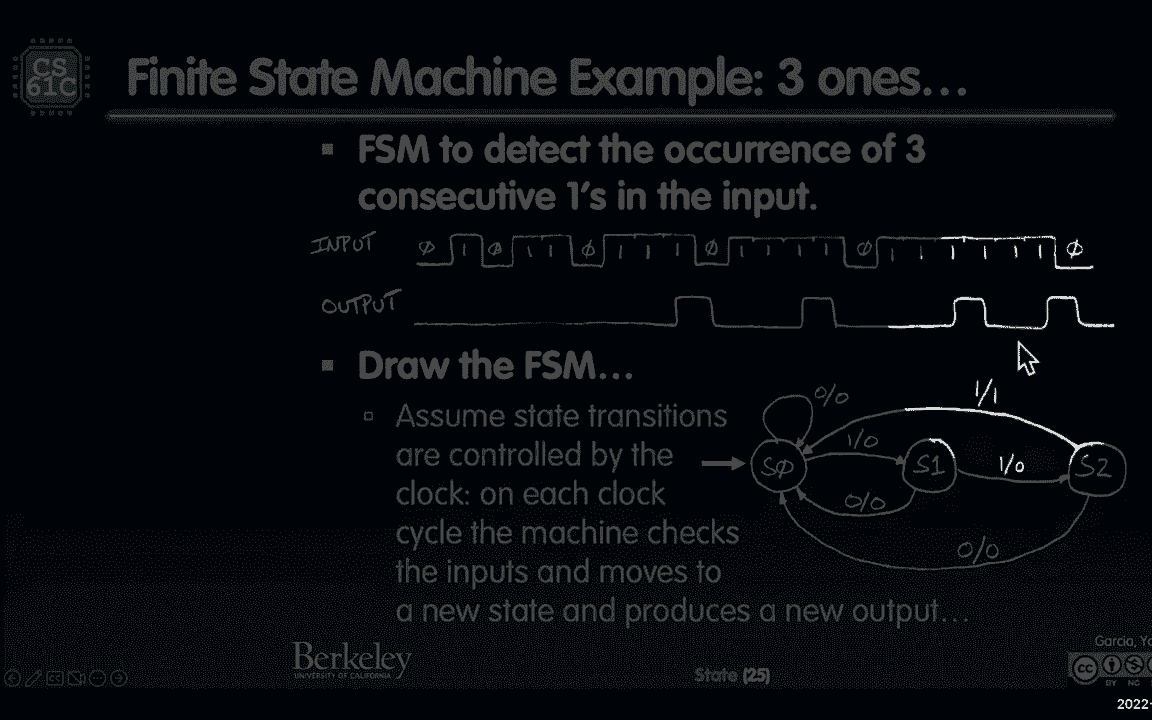 CS
61C
Finite State Machine Example: 3 ones…
FSM to detect the occurrence of 3
consecutive 1's in the input.
INPUT Ø 1 Ø 1 1 Ø 1 1 1 Ø 1 1 1 1 Ø 1 1 1 1 1 1 Ø
OUTPUT
Draw the FSM…
Assume state transitions
are controlled by the
clock: on each clock
cycle the machine checks
the inputs and moves to
a new state and produces a new output…
0/0
1/1
1/0
1/0
SØ
S1
S2
0/0
0/0
Berkeley
UNIVERSITY OF CALIFORNIA
State (25)
Garcia,
cc
BY NC
2022-